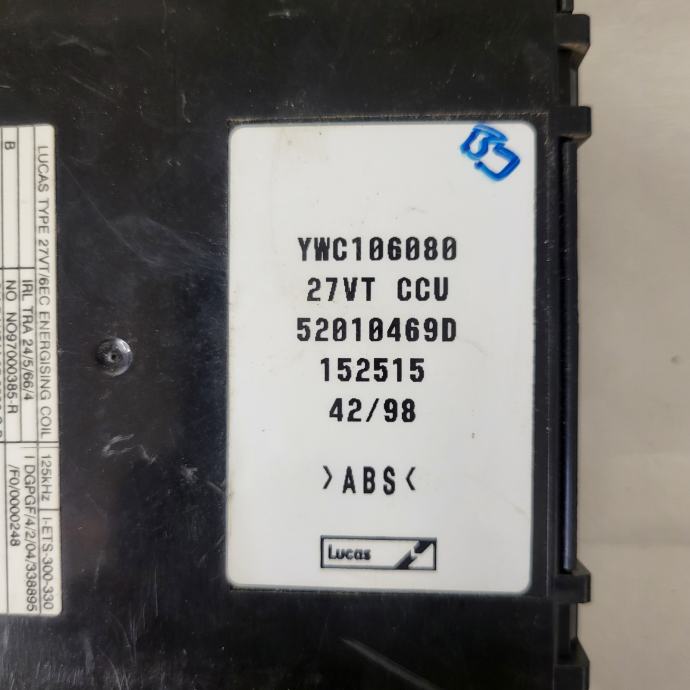 YWC106080
27VT CCU
52010469D
152515
42/98
>ABS<
Lucas
LUCAS TYPE 27VT/6EC ENERGISING COIL
125kHz
I-ETS-300-330
B
IRL TRA 24/5/66/4
NO NO97000385-R
I DGPGF/4/2/04/338895
/F0/0000248